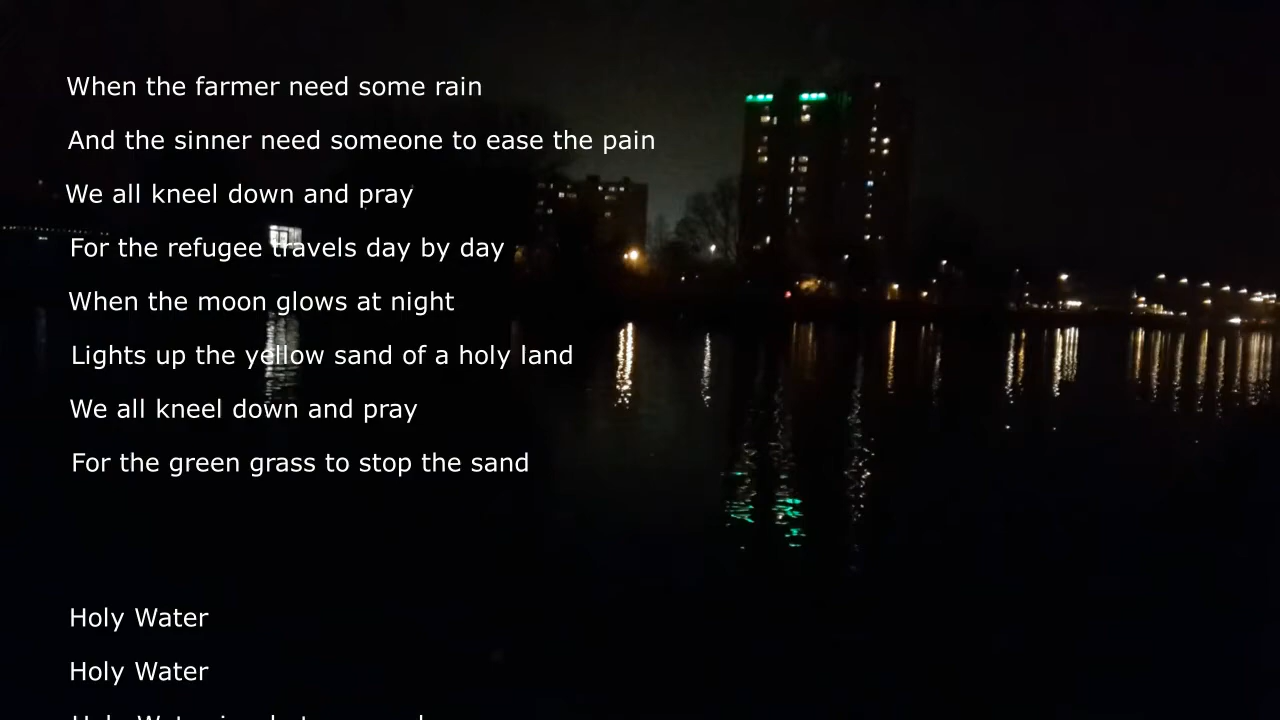 When the farmer need some rain
And the sinner need someone to ease the pain
We all kneel down and pray
For the refugee travels day by day
When the moon glows at night
Lights up the yellow sand of a holy land
We all kneel down and pray
For the green grass to stop the sand
Holy Water
Holy Water
Holy Water